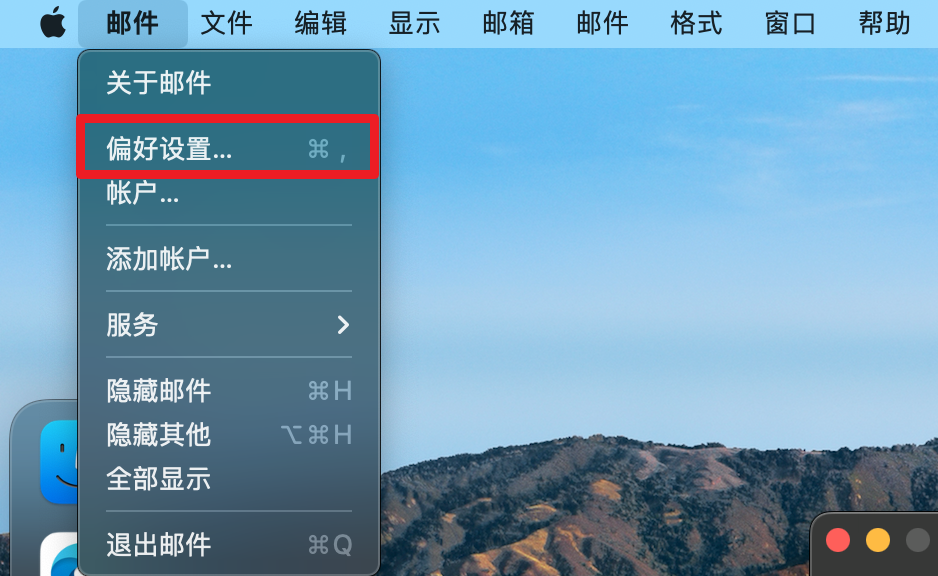 邮件 文件 编辑 显示 邮箱 邮件 格式 窗口 帮助
关于邮件
偏好设置... ⌘ ,
帐户...
添加帐户...
服务
隐藏邮件 ⌘H
隐藏其他 ⌥⌘H
全部显示
退出邮件 ⌘Q